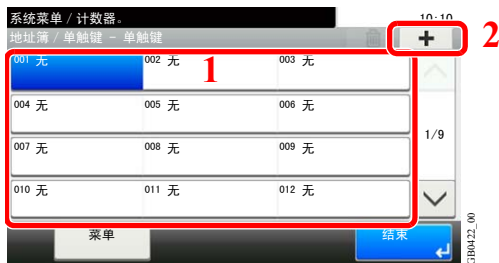 系统菜单 / 计数器。
10:10
地址簿 / 单触键 - 单触键
+
2
001 无
002 无
003 无
1
004 无
005 无
006 无
1/9
007 无
008 无
009 无
010 无
011 无
012 无
菜单
结束
GB0422_00